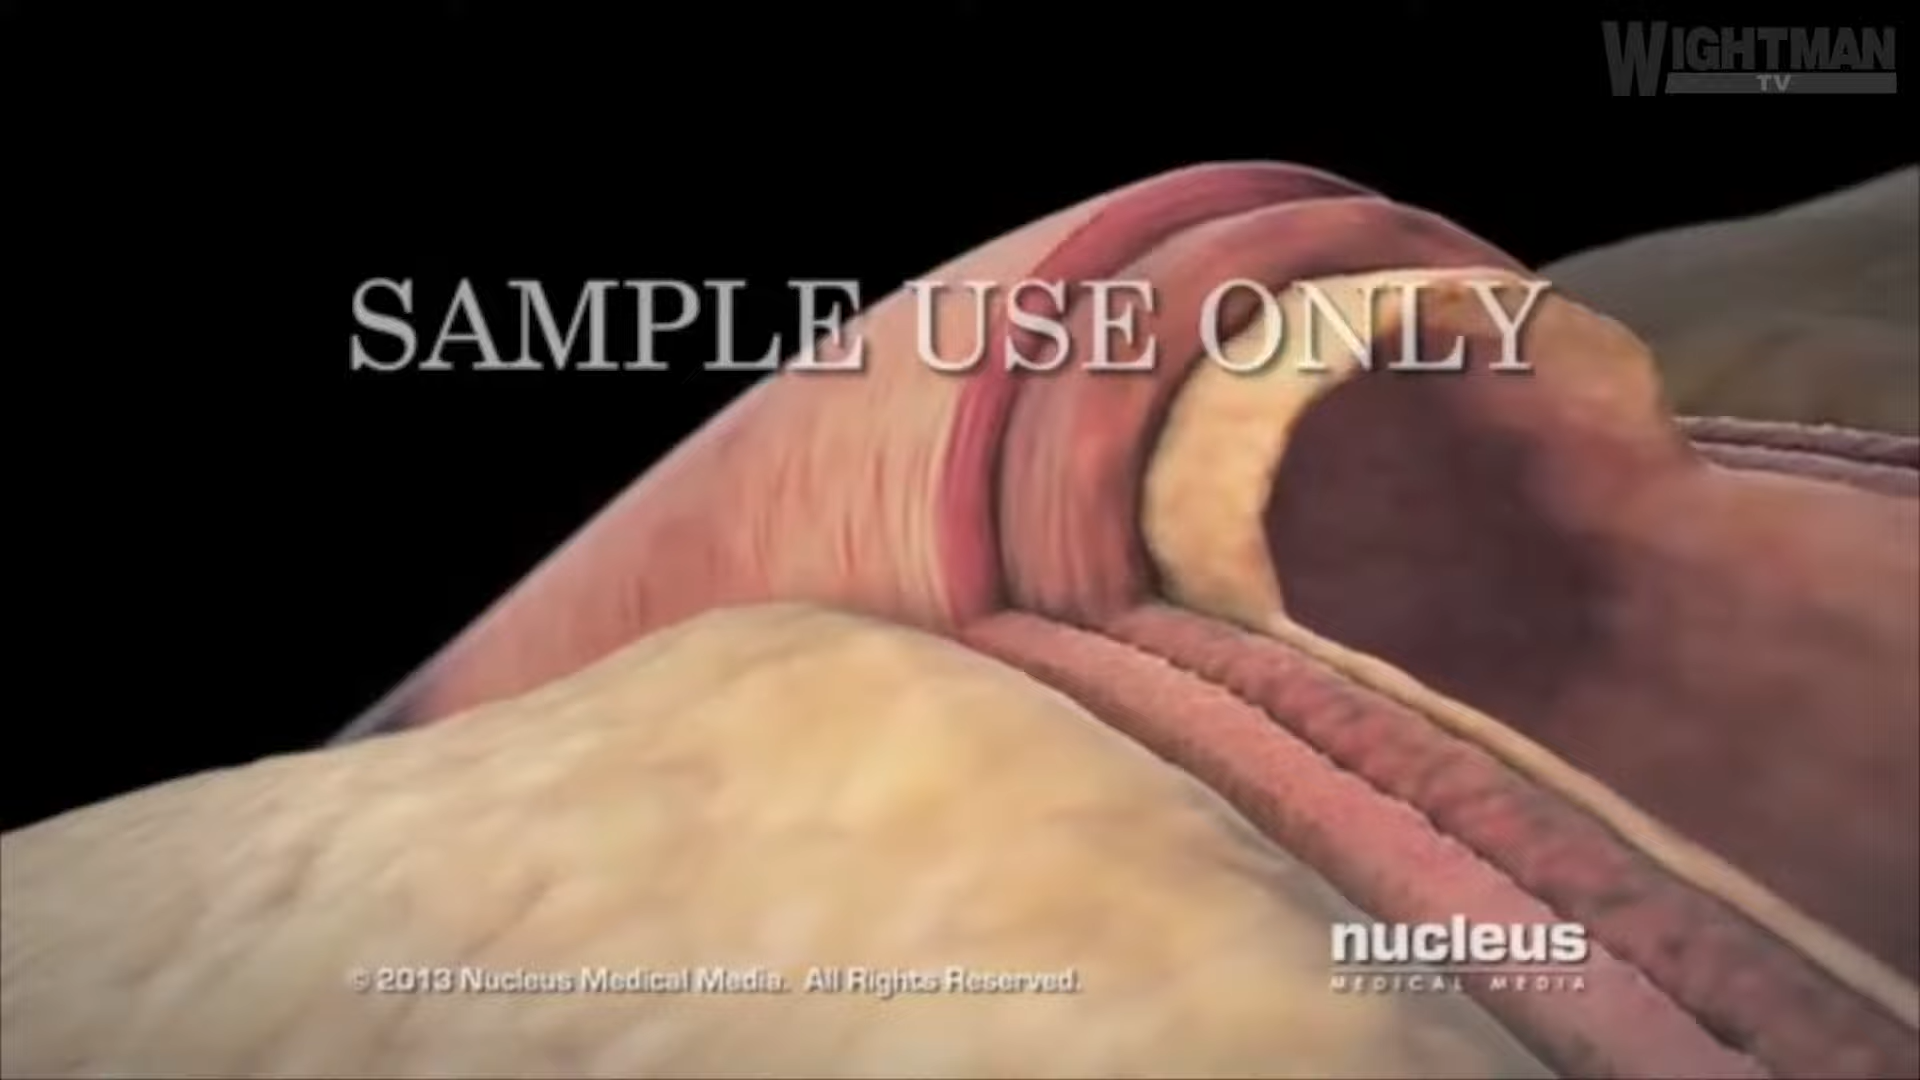 WIGHTMAN
TV
SAMPLE USE ONLY
nucleus
MEDICAL MEDIA
© 2013 Nucleus Medical Media. All Rights Reserved.